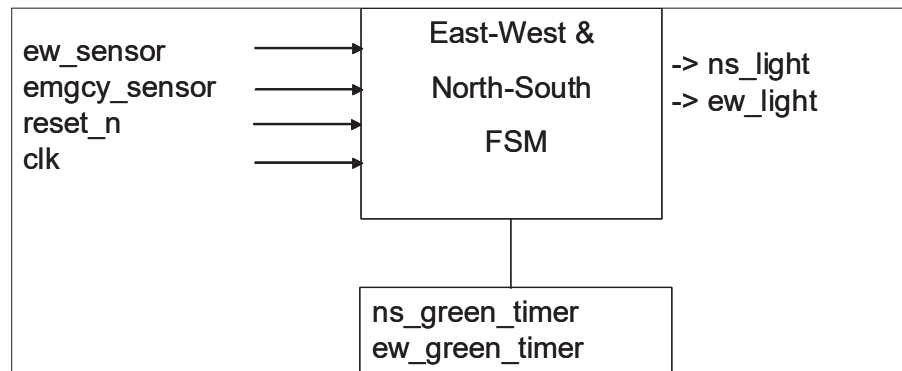 ew_sensor
emgcy_sensor
reset_n
clk
East-West &
North-South
FSM
-> ns_light
-> ew_light
ns_green_timer
ew_green_timer